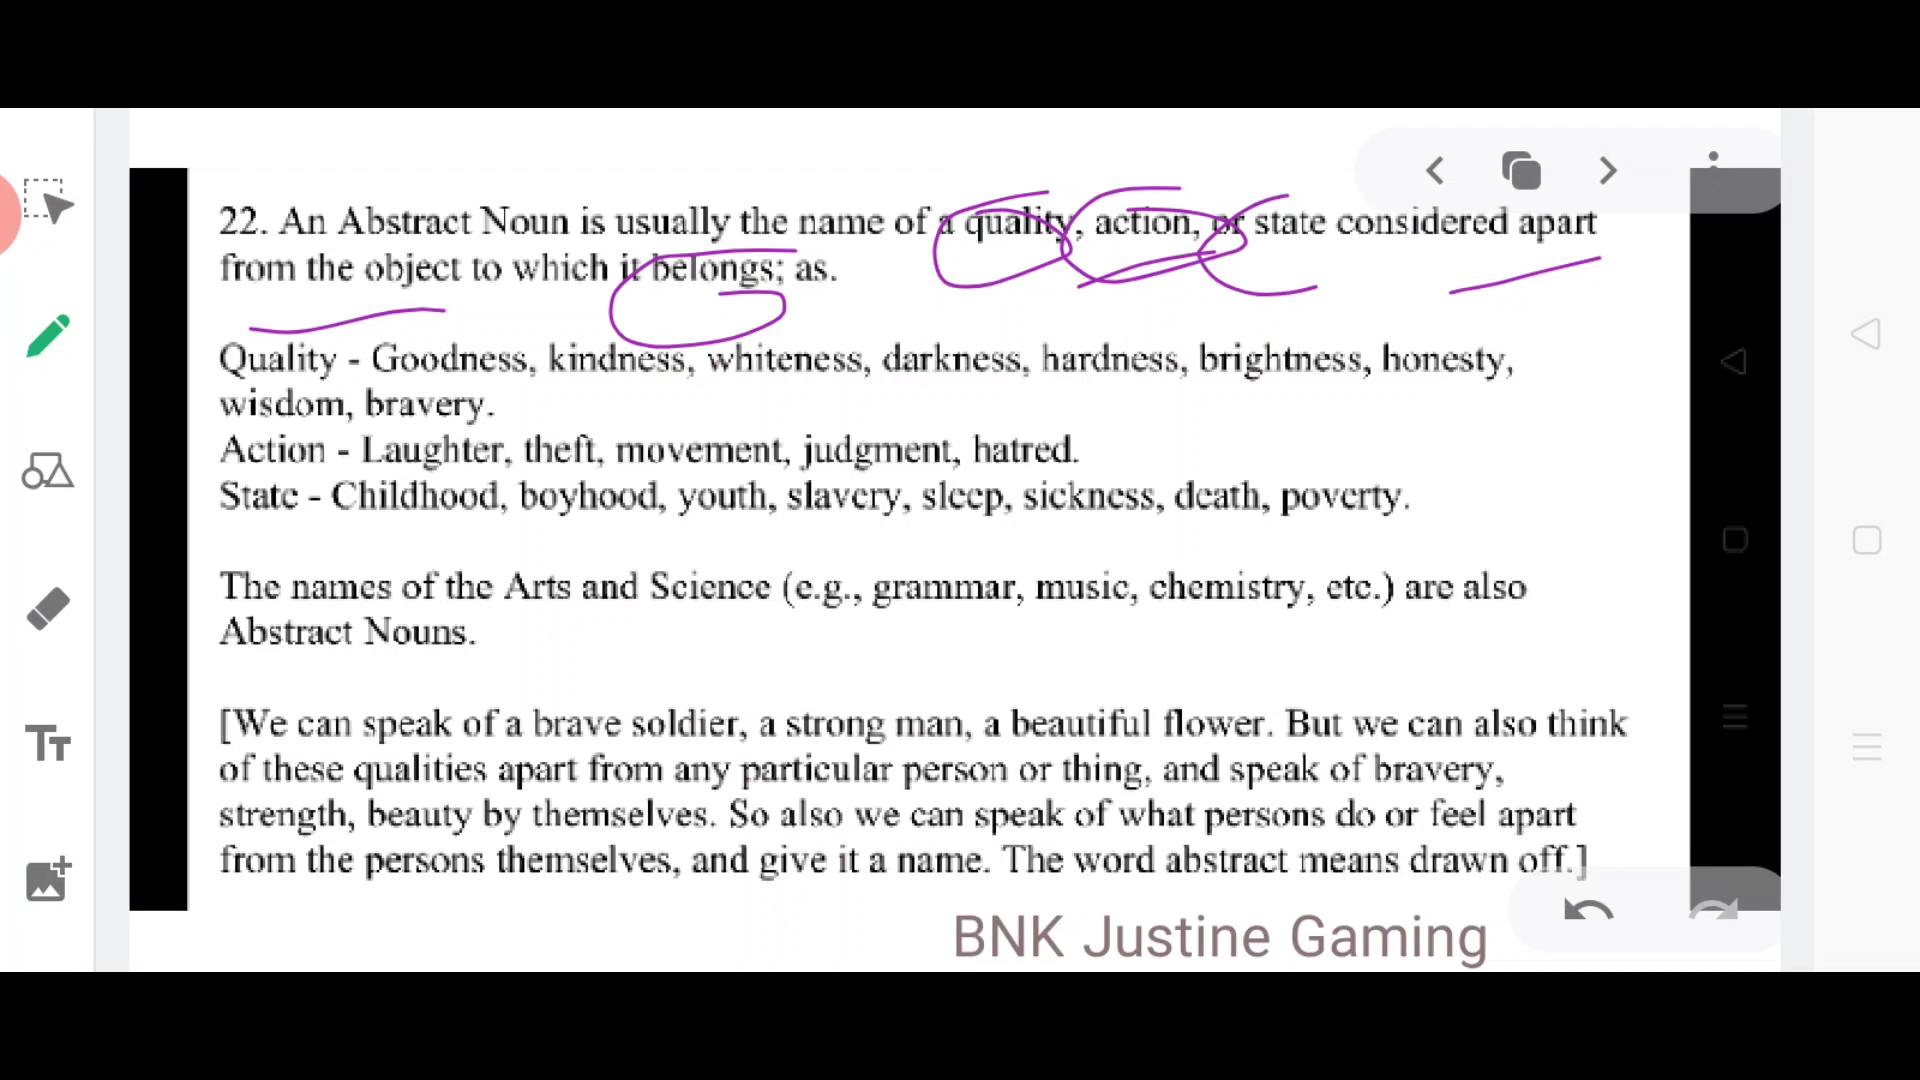 22. An Abstract Noun is usually the name of a quality, action, or state considered apart
from the object to which it belongs; as.
Quality - Goodness, kindness, whiteness, darkness, hardness, brightness, honesty,
wisdom, bravery.
Action - Laughter, theft, movement, judgment, hatred.
State - Childhood, boyhood, youth, slavery, sleep, sickness, death, poverty.
The names of the Arts and Science (e.g., grammar, music, chemistry, etc.) are also
Abstract Nouns.
[We can speak of a brave soldier, a strong man, a beautiful flower. But we can also think
of these qualities apart from any particular person or thing, and speak of bravery,
strength, beauty by themselves. So also we can speak of what persons do or feel apart
from the persons themselves, and give it a name. The word abstract means drawn off.]
TT
BNK Justine Gaming